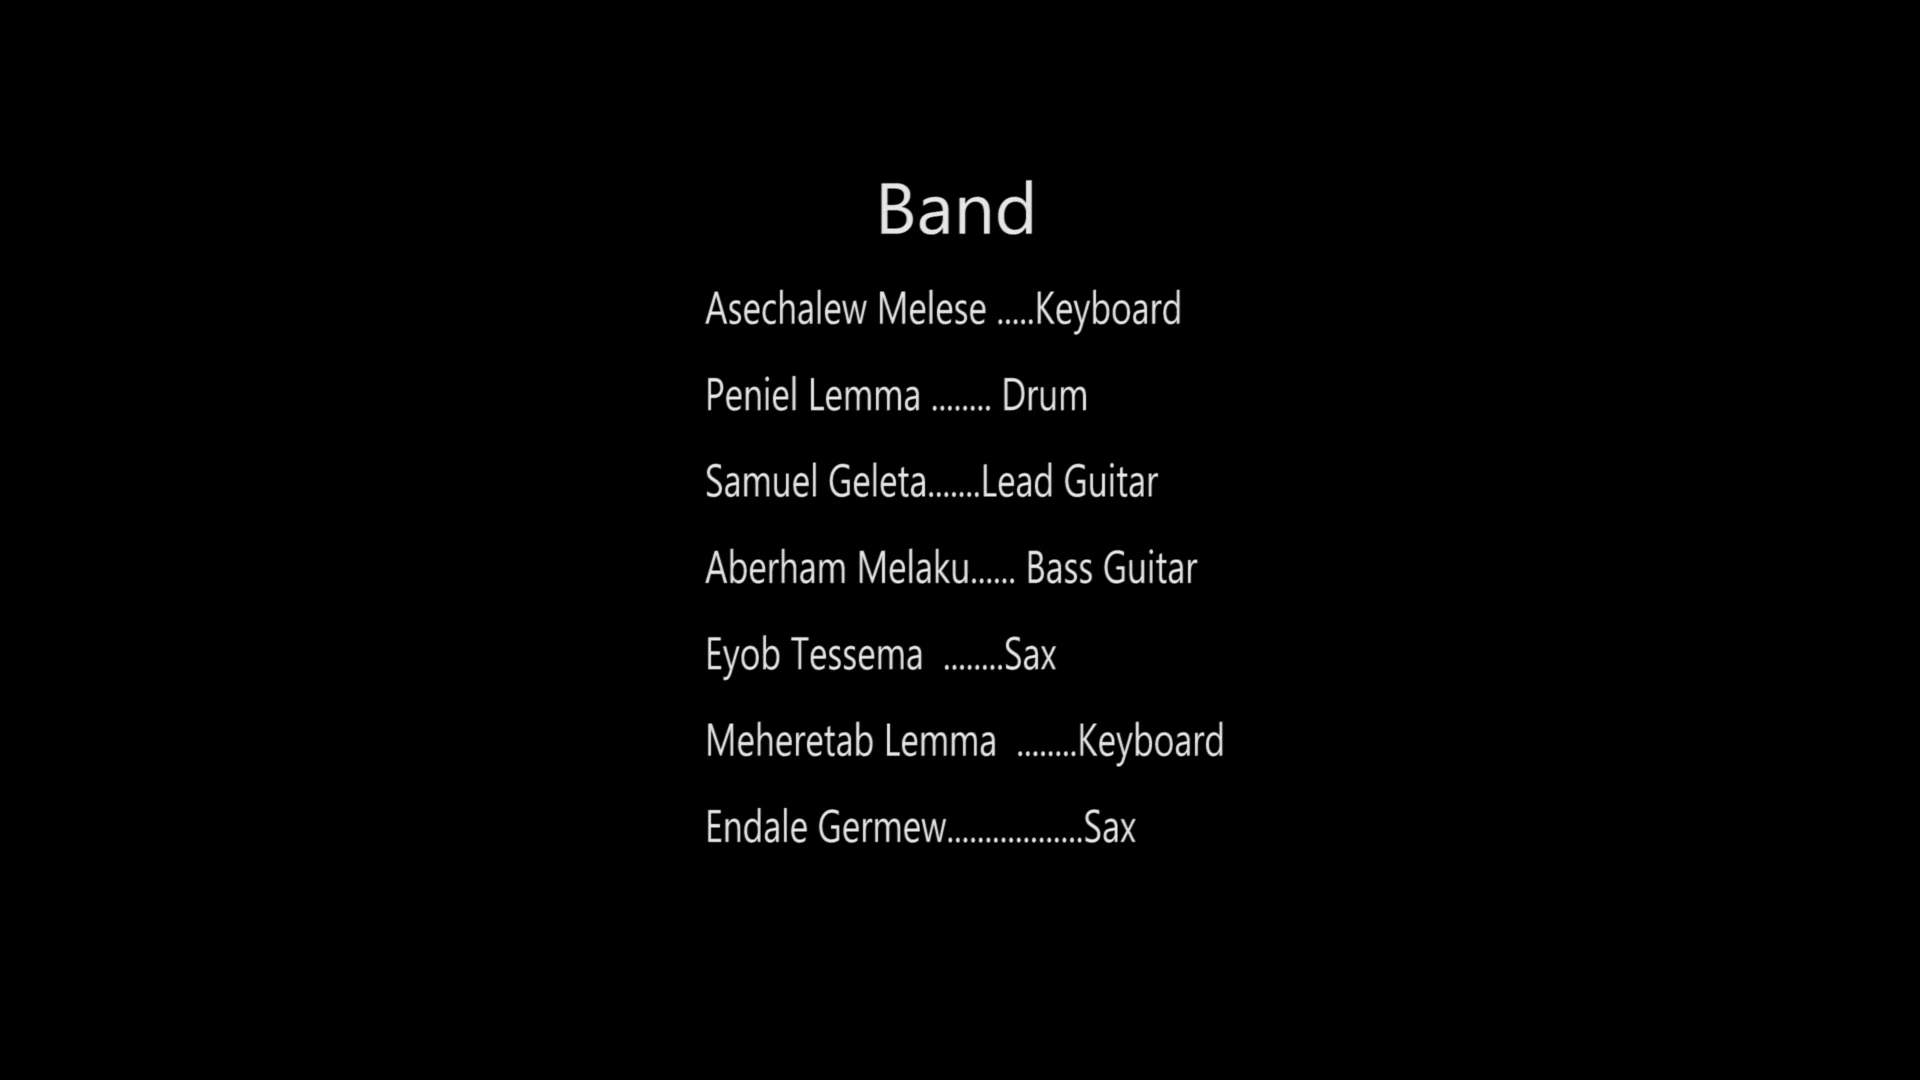 Band
Asechalew Melese .....Keyboard
Peniel Lemma ........ Drum
Samuel Geleta.......Lead Guitar
Aberham Melaku...... Bass Guitar
Eyob Tessema  ........Sax
Meheretab Lemma  ........Keyboard
Endale Germew..................Sax